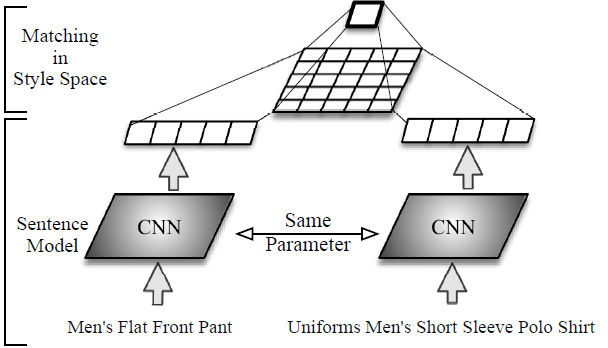 Matching
in
Style Space
Sentence
Model
CNN
Same
Parameter
CNN
Men's Flat Front Pant
Uniforms Men's Short Sleeve Polo Shirt